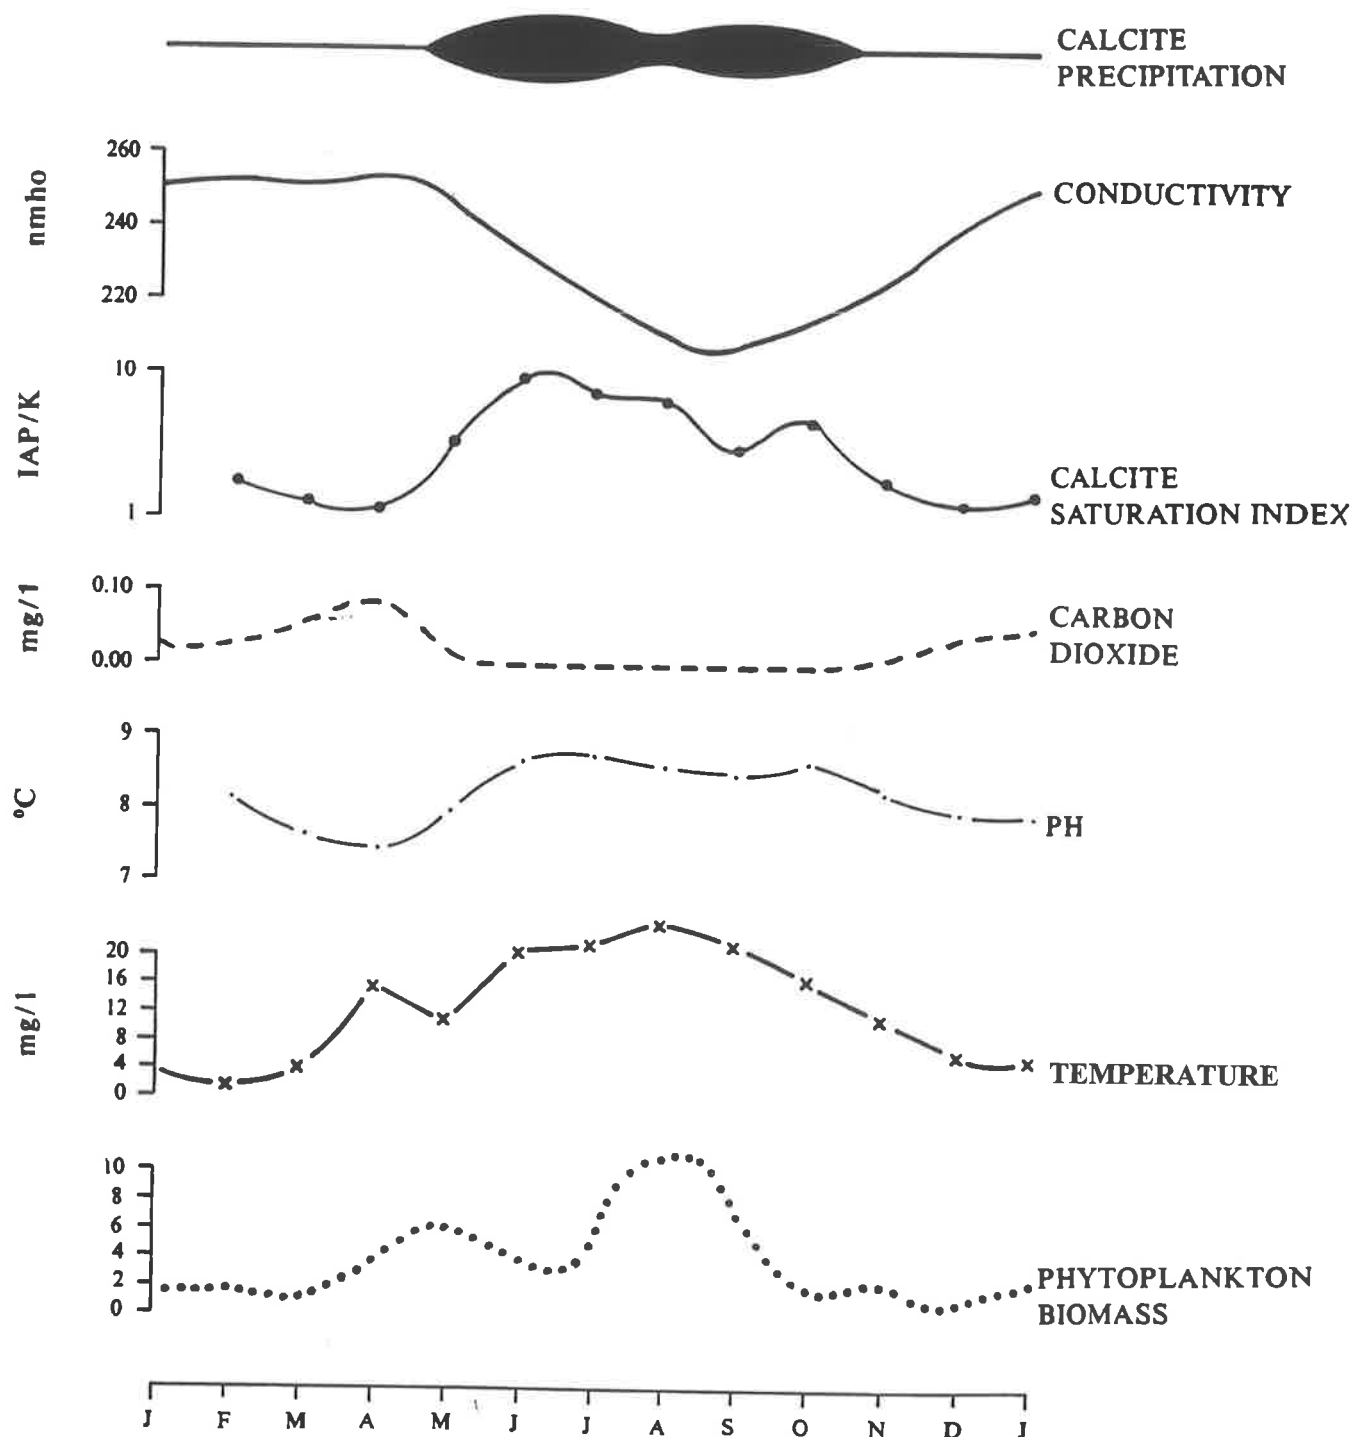 CALCITE
PRECIPITATION
260
240
220
nmho
CONDUCTIVITY
10
1
IAP/K
CALCITE
SATURATION INDEX
0.10
0.00
mg/1
CARBON
DIOXIDE
9
8
7
°C
PH
20
16
12
8
4
0
mg/1
TEMPERATURE
10
8
6
4
2
0
PHYTOPLANKTON
BIOMASS
J F M A M J J A S O N D J